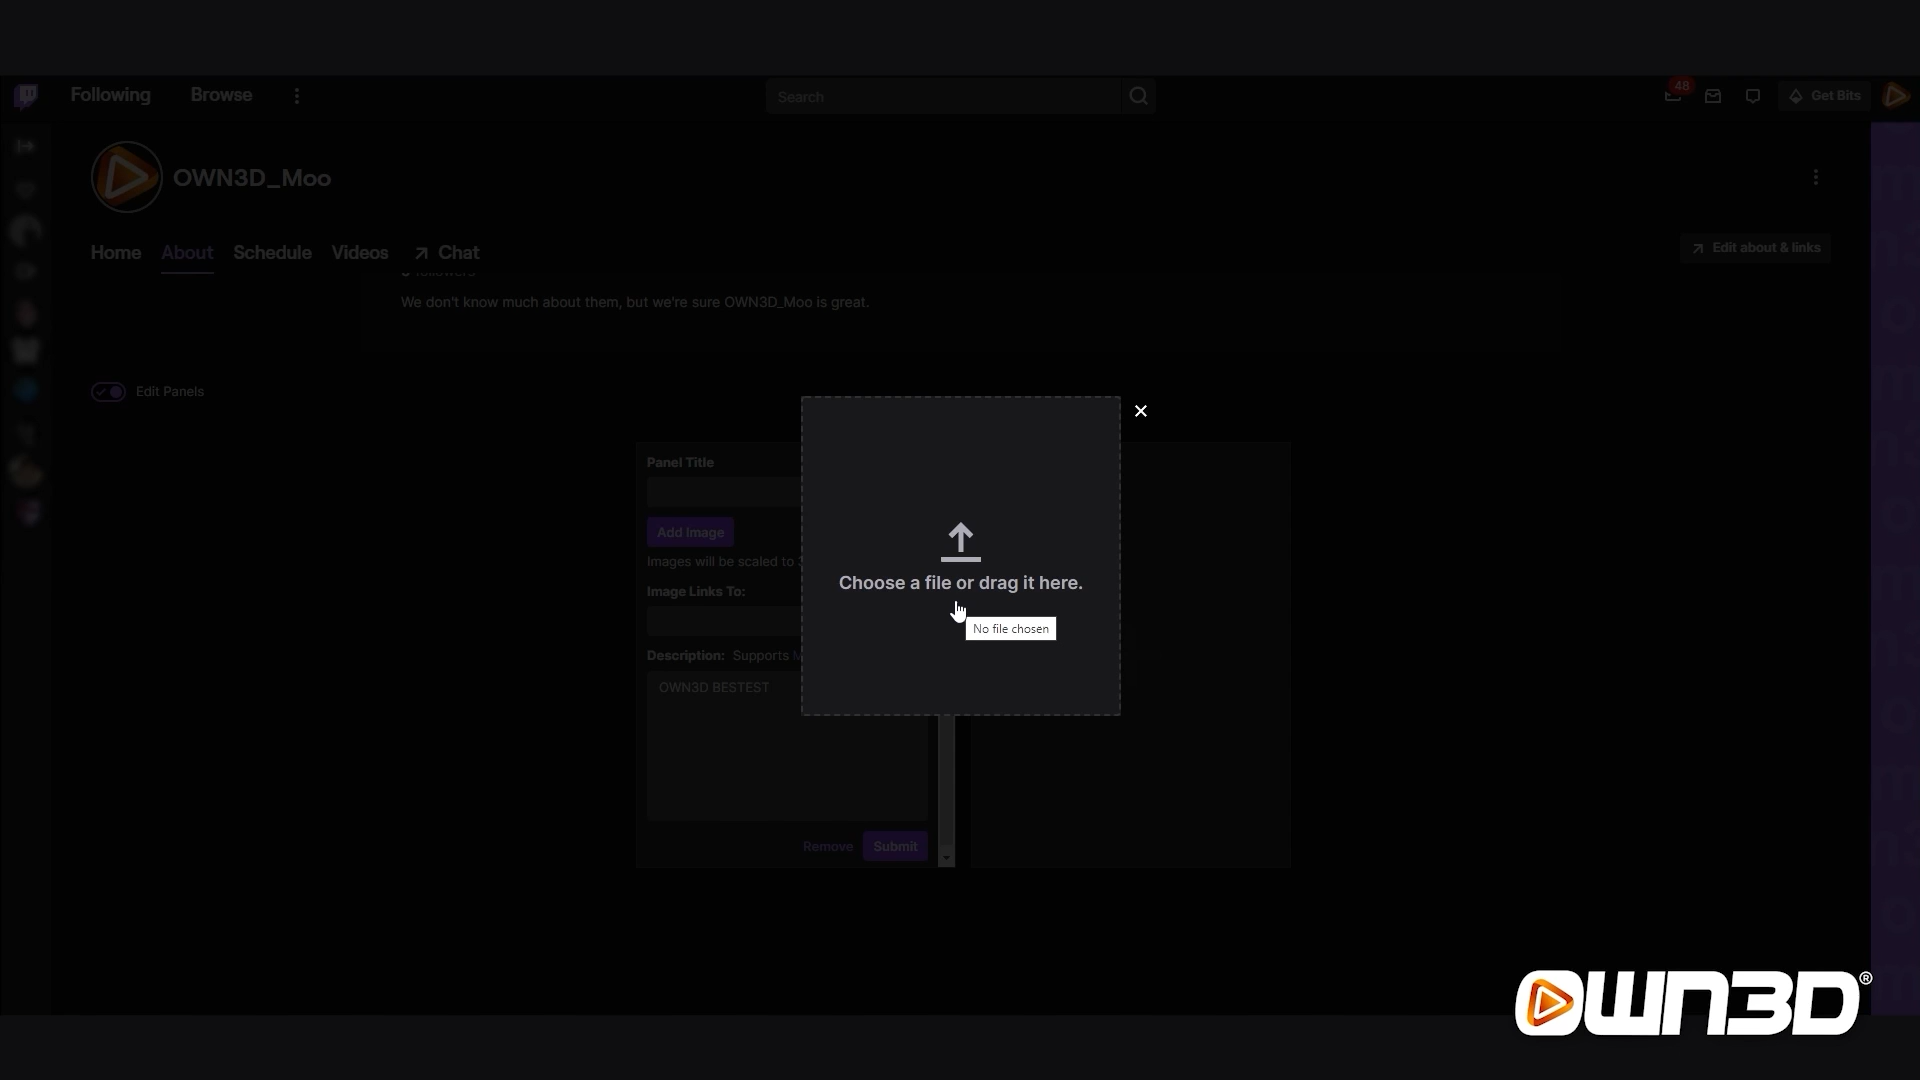 Following
Browse
Search
48
Get Bits
OWN3D_Moo
Home
About
Schedule
Videos
Chat
Edit about & links
followers
We don't know much about them, but we're sure OWN3D_Moo is great.
Edit Panels
Panel Title
Add Image
Images will be scaled to
Image Links To:
Description: Supports
OWN3D BESTEST
Remove
Submit
Choose a file or drag it here.
No file chosen
OWN3D®